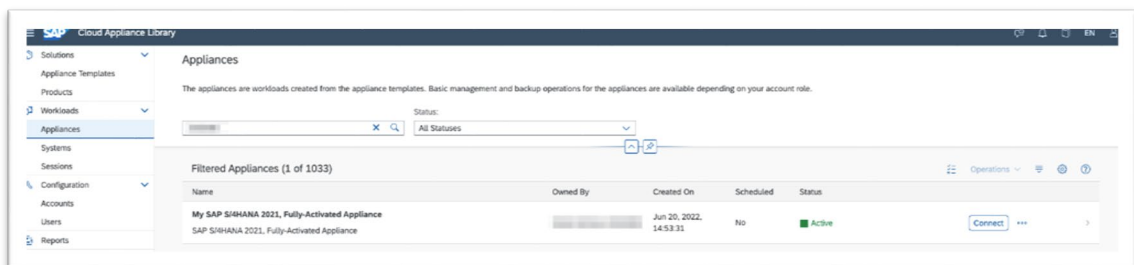 SAP Cloud Appliance Library
EN
Solutions
Appliance Templates
Products
Workloads
Appliances
Systems
Sessions
Configuration
Accounts
Users
Reports
Appliances
The appliances are workloads created from the appliance templates. Basic management and backup operations for the appliances are available depending on your account role.
Status:
All Statuses
Filtered Appliances (1 of 1033)
Operations
Name Owned By Created On Scheduled Status
My SAP S/4HANA 2021, Fully-Activated Appliance
SAP S/4HANA 2021, Fully-Activated Appliance
Jun 20, 2022,
14:53:31
No
Active
Connect